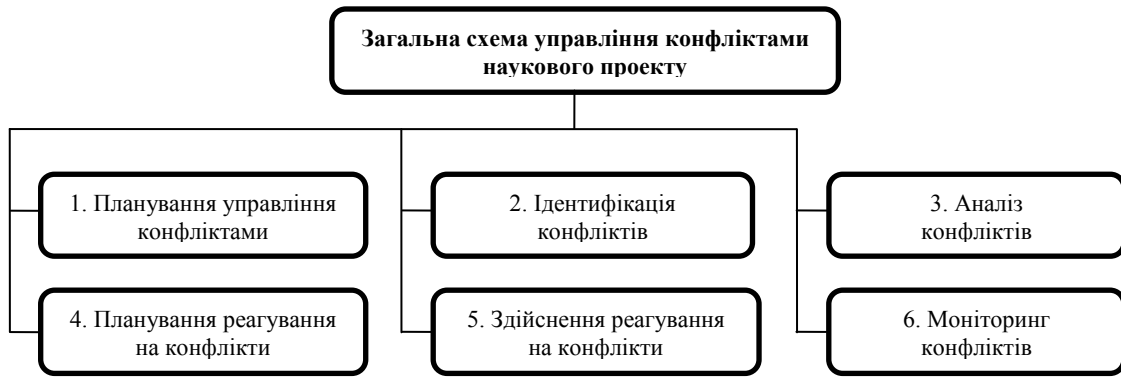 Загальна схема управління конфліктами
наукового проекту
1. Планування управління
конфліктами
2. Ідентифікація
конфліктів
3. Аналіз
конфліктів
4. Планування реагування
на конфлікти
5. Здійснення реагування
на конфлікти
6. Моніторинг
конфліктів